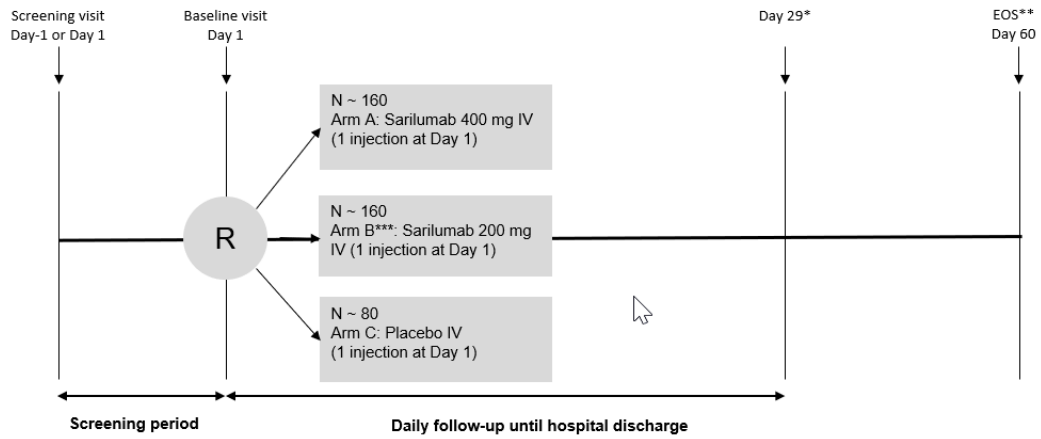 Screening visit
Day-1 or Day 1
Baseline visit
Day 1
Day 29*
EOS**
Day 60
N ~ 160
Arm A: Sarilumab 400 mg IV
(1 injection at Day 1)
R
N ~ 160
Arm B***: Sarilumab 200 mg
IV (1 injection at Day 1)
N ~ 80
Arm C: Placebo IV
(1 injection at Day 1)
Screening period
Daily follow-up until hospital discharge